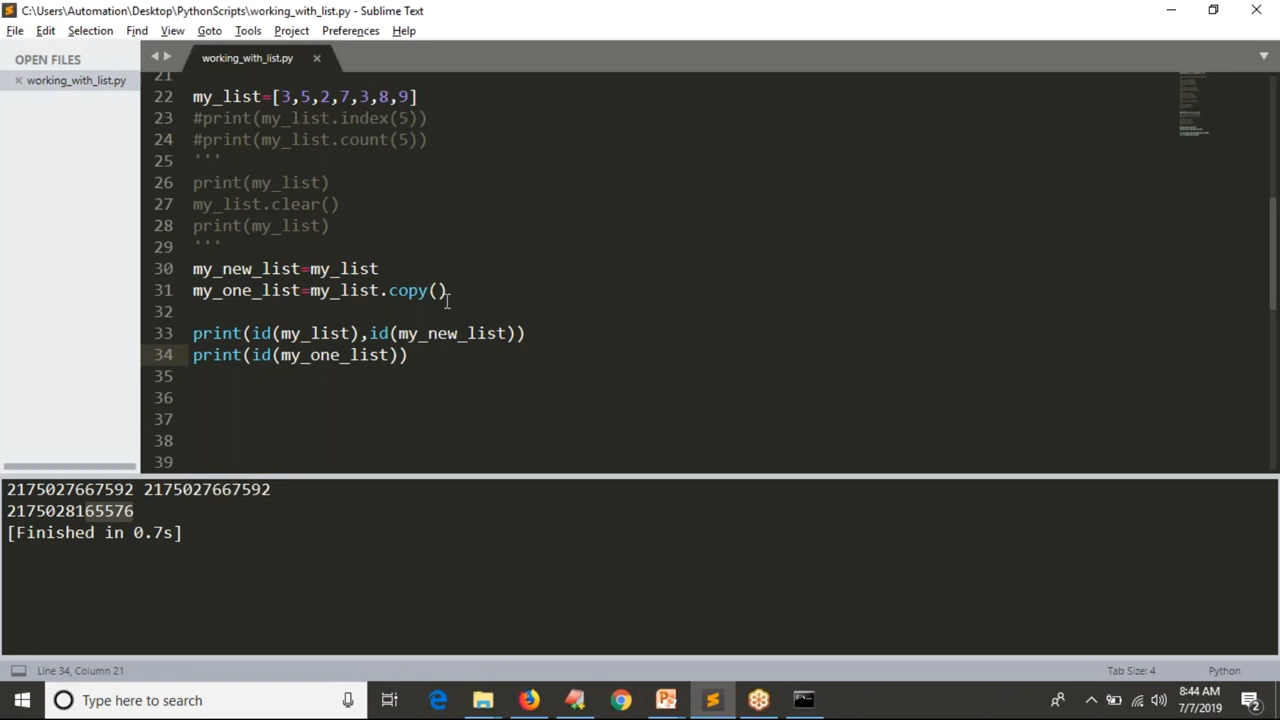 C:\Users\Automation\Desktop\PythonScripts\working_with_list.py - Sublime Text
File Edit Selection Find View Goto Tools Project Preferences Help
OPEN FILES
working_with_list.py
working_with_list.py
21
22 my_list=[3,5,2,7,3,8,9]
23 #print(my_list.index(5))
24 #print(my_list.count(5))
25 '''
26 print(my_list)
27 my_list.clear()
28 print(my_list)
29 '''
30 my_new_list=my_list
31 my_one_list=my_list.copy()
32
33 print(id(my_list),id(my_new_list))
34 print(id(my_one_list))
35
36
37
38
39
2175027667592 2175027667592
2175028165576
[Finished in 0.7s]
Line 34, Column 21
Tab Size: 4
Python
Type here to search
8:44 AM
7/7/2019
2